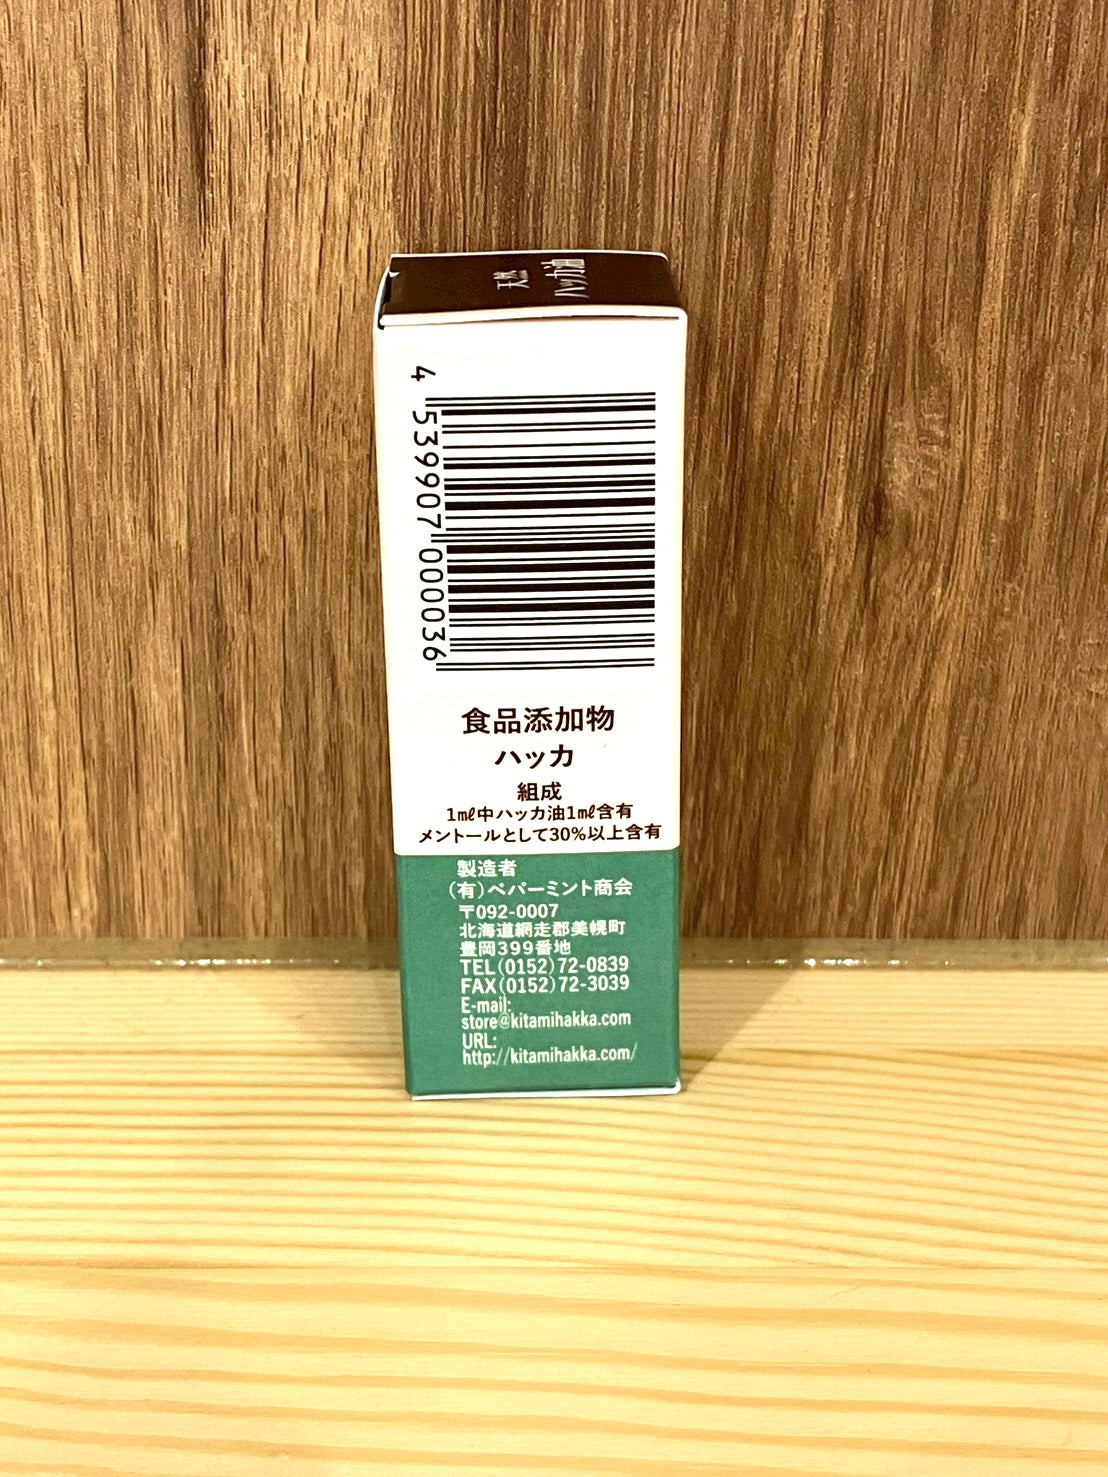 天然
ハッカ油
4 539907 000036
食品添加物
ハッカ
組成
1㎖中ハッカ油1㎖含有
メントールとして30%以上含有
製造者
(有)ペパーミント商会
〒092-0007
北海道網走郡美幌町
豊岡399番地
TEL(0152)72-0839
FAX(0152)72-3039
E-mail:
store@kitamihakka.com
URL:
http://kitamihakka.com/